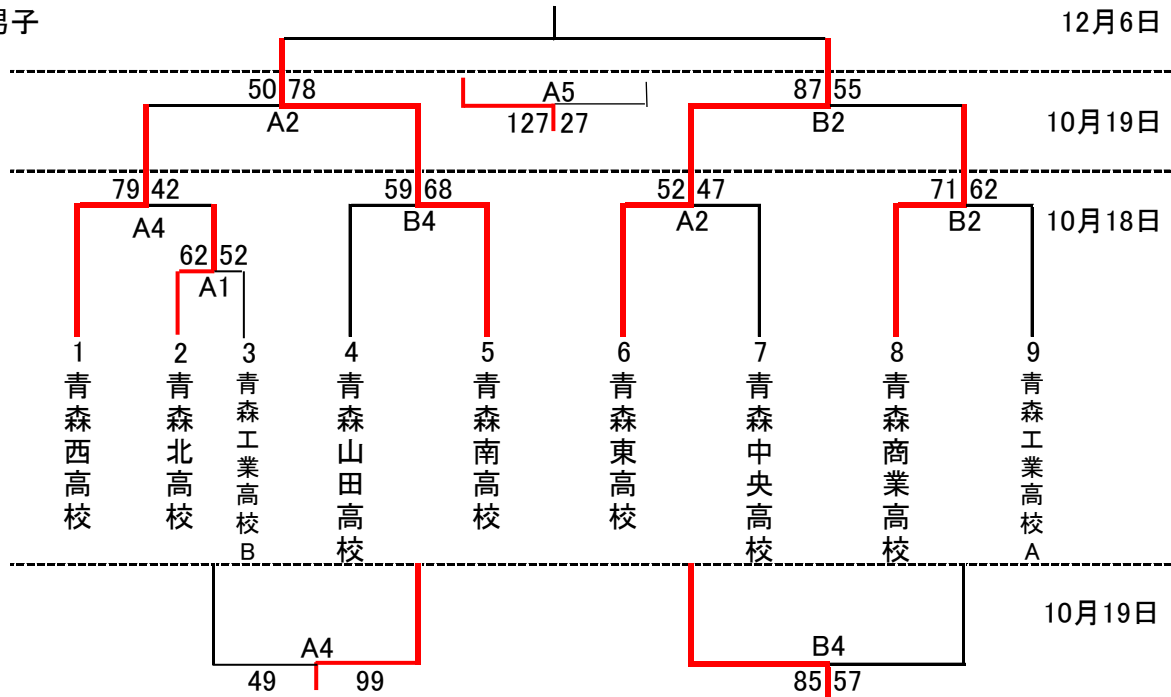 男子
12月6日
50 78
A5
87 55
A2
127 27
B2
10月19日
79 42
59 68
52 47
71 62
A4
B4
A2
B2
10月18日
62 52
A1
1 2 3 4 5 6 7 8 9
青森西高校
青森北高校
青森工業高校B
青森山田高校
青森南高校
青森東高校
青森中央高校
青森商業高校
青森工業高校A
10月19日
A4
B4
49 99
85 57